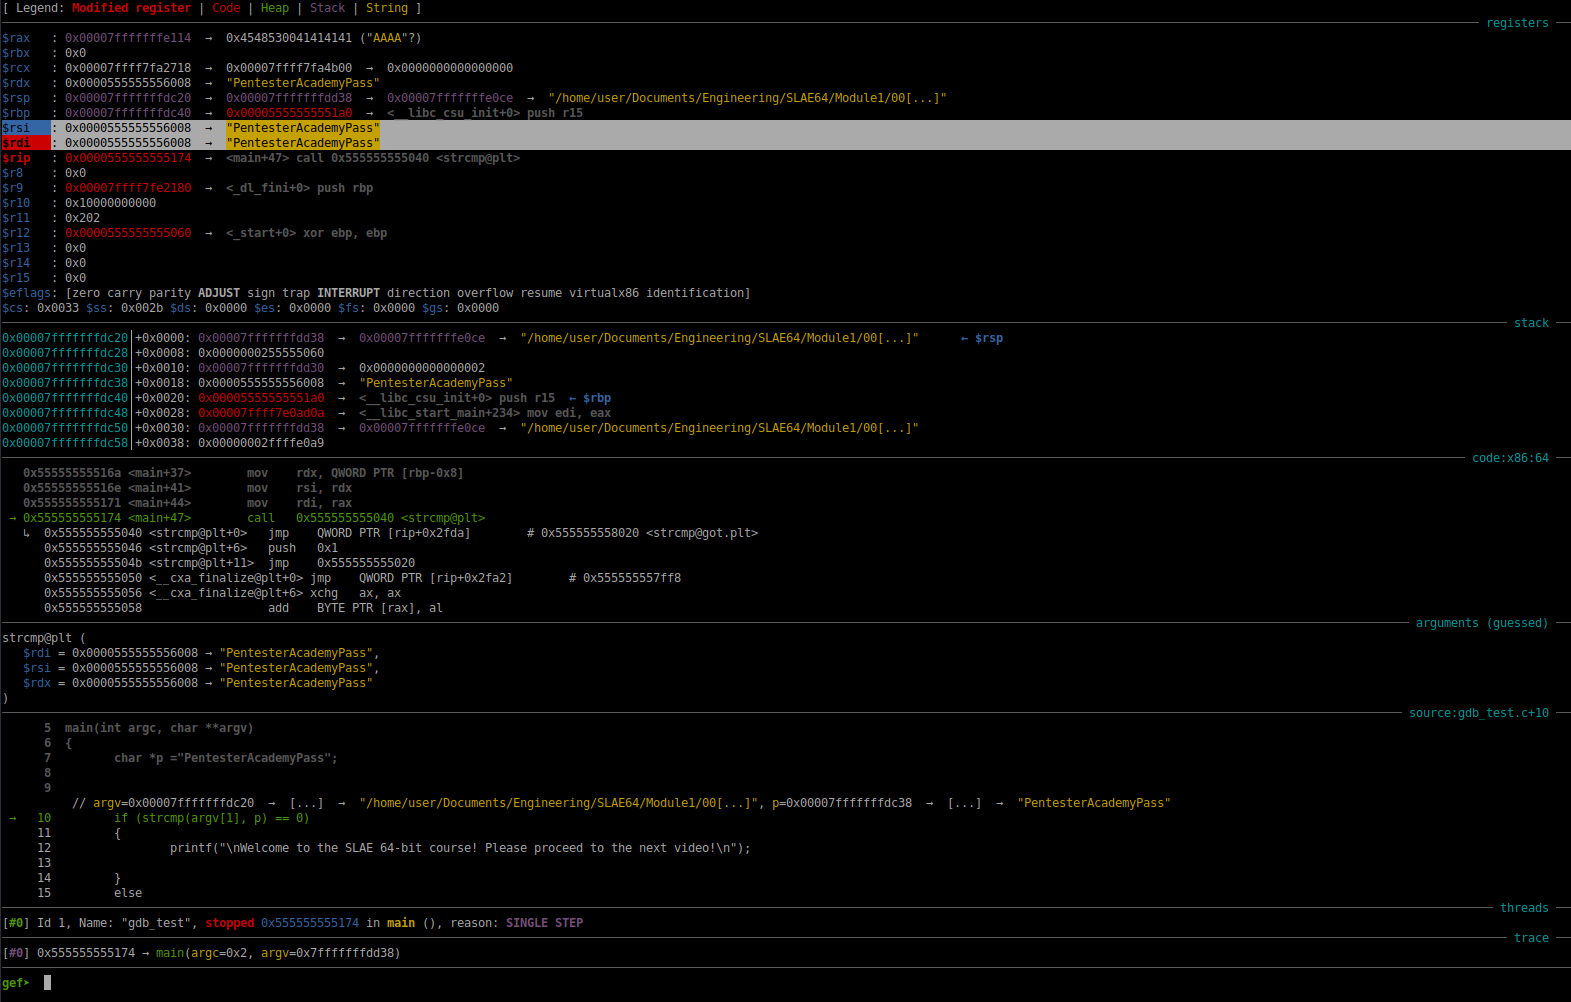 [ Legend: Modified register | Code | Heap | Stack | String ]
registers
$rax   : 0x00007fffffffe114  →  0x4548530041414141 ("AAAA"?)
$rbx   : 0x0
$rcx   : 0x00007ffff7fa2718  →  0x00007ffff7fa4b00  →  0x0000000000000000
$rdx   : 0x0000555555556008  →  "PentesterAcademyPass"
$rsp   : 0x00007fffffffdc20  →  0x00007fffffffdd38  →  0x00007fffffffe0ce  →  "/home/user/Documents/Engineering/SLAE64/Module1/00[...]"
$rbp   : 0x00007fffffffdc40  →  0x00005555555551a0  →  <__libc_csu_init+0> push r15
$rsi   : 0x0000555555556008  →  "PentesterAcademyPass"
$rdi   : 0x0000555555556008  →  "PentesterAcademyPass"
$rip   : 0x0000555555555174  →  <main+47> call 0x555555555040 <strcmp@plt>
$r8    : 0x0
$r9    : 0x00007ffff7fe2180  →  <_dl_fini+0> push rbp
$r10   : 0x10000000000
$r11   : 0x202
$r12   : 0x0000555555555060  →  <_start+0> xor ebp, ebp
$r13   : 0x0
$r14   : 0x0
$r15   : 0x0
$eflags: [zero carry parity ADJUST sign trap INTERRUPT direction overflow resume virtualx86 identification]
$cs: 0x0033 $ss: 0x002b $ds: 0x0000 $es: 0x0000 $fs: 0x0000 $gs: 0x0000
stack
0x00007fffffffdc20│+0x0000: 0x00007fffffffdd38  →  0x00007fffffffe0ce  →  "/home/user/Documents/Engineering/SLAE64/Module1/00[...]"      ← $rsp
0x00007fffffffdc28│+0x0008: 0x0000000255555060
0x00007fffffffdc30│+0x0010: 0x00007fffffffdd30  →  0x0000000000000002
0x00007fffffffdc38│+0x0018: 0x0000555555556008  →  "PentesterAcademyPass"
0x00007fffffffdc40│+0x0020: 0x00005555555551a0  →  <__libc_csu_init+0> push r15  ← $rbp
0x00007fffffffdc48│+0x0028: 0x00007ffff7e0ad0a  →  <__libc_start_main+234> mov edi, eax
0x00007fffffffdc50│+0x0030: 0x00007fffffffdd38  →  0x00007fffffffe0ce  →  "/home/user/Documents/Engineering/SLAE64/Module1/00[...]"
0x00007fffffffdc58│+0x0038: 0x00000002ffffe0a9
code:x86:64
0x55555555516a <main+37>        mov    rdx, QWORD PTR [rbp-0x8]
0x55555555516e <main+41>        mov    rsi, rdx
0x555555555171 <main+44>        mov    rdi, rax
→ 0x555555555174 <main+47>        call   0x555555555040 <strcmp@plt>
↳  0x555555555040 <strcmp@plt+0>   jmp    QWORD PTR [rip+0x2fda]        # 0x555555558020 <strcmp@got.plt>
0x555555555046 <strcmp@plt+6>   push   0x1
0x55555555504b <strcmp@plt+11>  jmp    0x555555555020
0x555555555050 <__cxa_finalize@plt+0> jmp    QWORD PTR [rip+0x2fa2]        # 0x555555557ff8
0x555555555056 <__cxa_finalize@plt+6> xchg   ax, ax
0x555555555058                  add    BYTE PTR [rax], al
arguments (guessed)
strcmp@plt (
$rdi = 0x0000555555556008 → "PentesterAcademyPass",
$rsi = 0x0000555555556008 → "PentesterAcademyPass",
$rdx = 0x0000555555556008 → "PentesterAcademyPass"
)
source:gdb_test.c+10
5  main(int argc, char **argv)
6  {
7         char *p ="PentesterAcademyPass";
8
9
// argv=0x00007fffffffdc20  →  [...]  →  "/home/user/Documents/Engineering/SLAE64/Module1/00[...]", p=0x00007fffffffdc38  →  [...]  →  "PentesterAcademyPass"
→   10         if (strcmp(argv[1], p) == 0)
11         {
12                 printf("\nWelcome to the SLAE 64-bit course! Please proceed to the next video!\n");
13
14         }
15         else
threads
[#0] Id 1, Name: "gdb_test", stopped 0x555555555174 in main (), reason: SINGLE STEP
trace
[#0] 0x555555555174 → main(argc=0x2, argv=0x7fffffffdd38)
gef➤